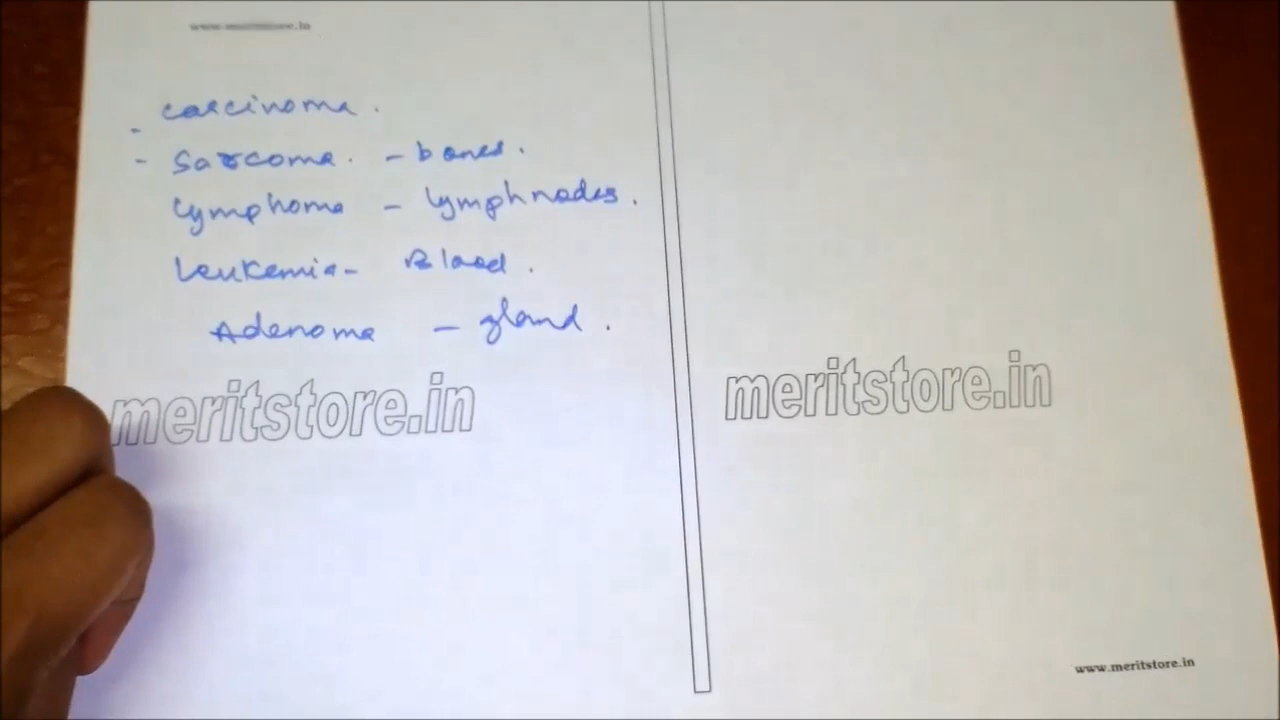 www.meritstore.in
- carcinoma.
- Sarcoma. - bones.
Lymphoma - lymphnodes.
Leukemia - Blood.
Adenoma - gland.
meritstore.in
meritstore.in
www.meritstore.in